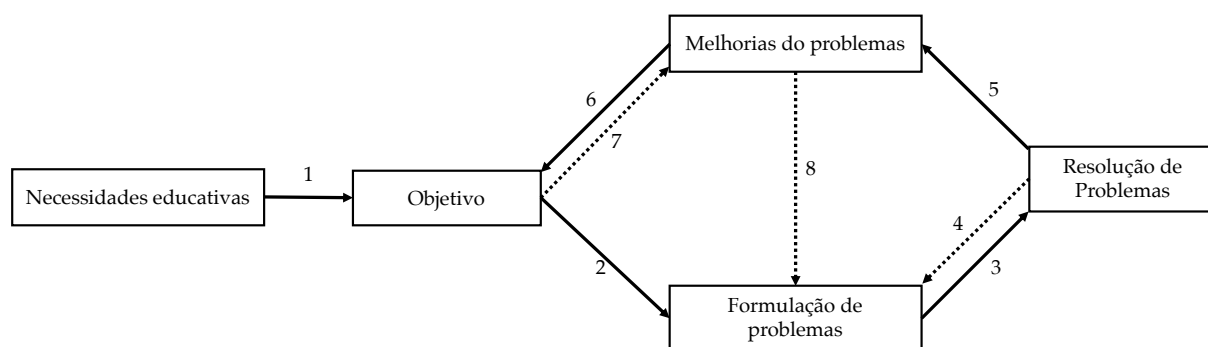 Melhorias do problemas
6
5
7
1
8
Necessidades educativas
Objetivo
Resolução de
Problemas
4
2
3
Formulação de
problemas